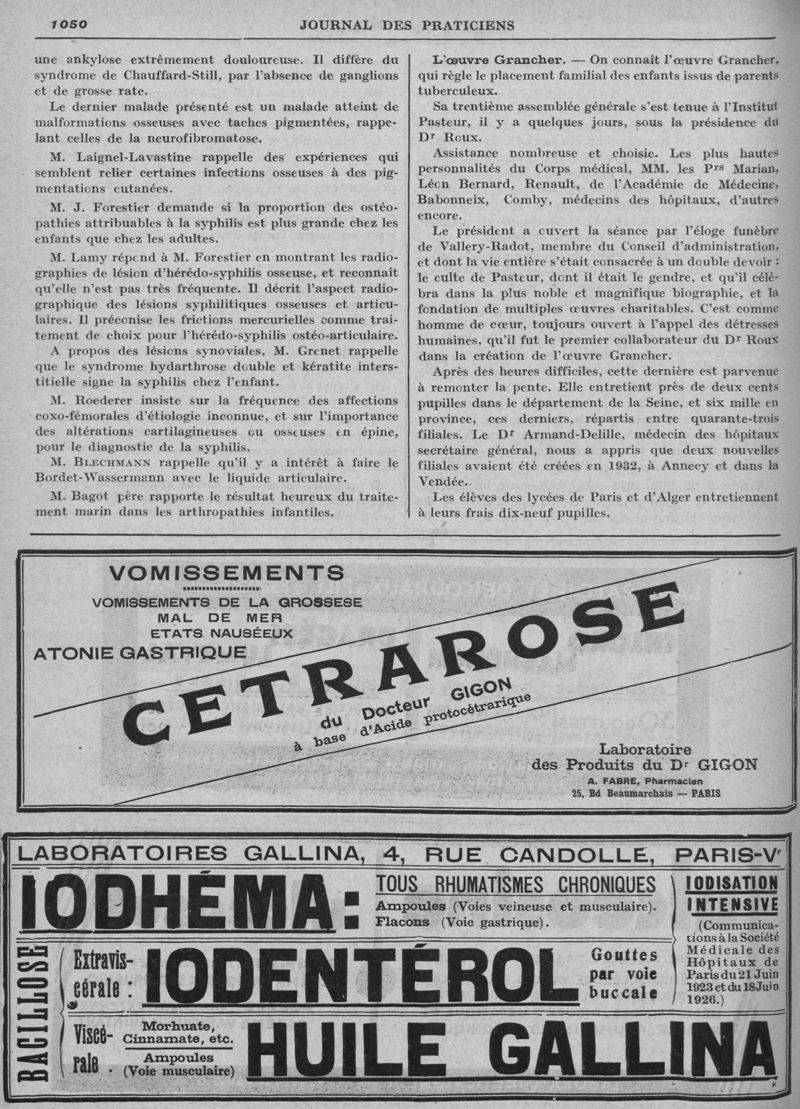 1050
JOURNAL DES PRATICIENS
une ankylose extrêmement douloureuse. Il diffère du
syndrome de Chauffard-Still, par l'absence de ganglions
et de grosse rate.
Le dernier malade présenté est un malade atteint de
malformations osseuses avec taches pigmentées, rappe-
lant celles de la neurofibromatose.
M. Laignel-Lavastine rappelle des expériences qui
semblent relier certaines infections osseuses à des pig-
mentations cutanées.
M. J. Forestier demande si la proportion des ostéo-
pathies attribuables à la syphilis est plus grande chez les
enfants que chez les adultes.
M. Lamy répond à M. Forestier en montrant les radio-
graphies de lésion d'hérédo-syphilis osseuse, et reconnaît
qu'elle n'est pas très fréquente. Il décrit l'aspect radio-
graphique des lésions syphilitiques osseuses et articu-
laires. Il préconise les frictions mercurielles comme trai-
tement de choix pour l'hérédo-syphilis ostéo-articulaire.
A propos des lésions synoviales, M. Grenet rappelle
que le syndrome hydarthrose double et kératite inters-
titielle signe la syphilis chez l'enfant.
M. Roederer insiste sur la fréquence des affections
coxo-fémorales d'étiologie inconnue, et sur l'importance
des altérations cartilagineuses ou osseuses en épine,
pour le diagnostic de la syphilis.
M. BLECHMANN rappelle qu'il y a intérêt à faire le
Bordet-Wassermann avec le liquide articulaire.
M. Bagot père rapporte le résultat heureux du traite-
ment marin dans les arthropathies infantiles.
L'œuvre Grancher. — On connaît l'œuvre Grancher,
qui règle le placement familial des enfants issus de parents
tuberculeux.
Sa trentième assemblée générale s'est tenue à l'Institut
Pasteur, il y a quelques jours, sous la présidence du
Dr Roux.
Assistance nombreuse et choisie. Les plus hautes
personnalités du Corps médical, MM. les Prs Marian,
Léon Bernard, Renault, de l'Académie de Médecine,
Babonneix, Comby, médecins des hôpitaux, d'autres
encore.
Le président a ouvert la séance par l'éloge funèbre
de Vallery-Radot, membre du Conseil d'administration,
et dont la vie entière s'était consacrée à un double devoir :
le culte de Pasteur, dont il était le gendre, et qu'il célé-
bra dans la plus noble et magnifique biographie, et la
fondation de multiples œuvres charitables. C'est comme
homme de cœur, toujours ouvert à l'appel des détresses
humaines, qu'il fut le premier collaborateur du Dr Roux
dans la création de l'œuvre Grancher.
Après des heures difficiles, cette dernière est parvenue
à remonter la pente. Elle entretient près de deux cents
pupilles dans le département de la Seine, et six mille en
province, ces derniers, répartis entre quarante-trois
filiales. Le Dr Armand-Delille, médecin des hôpitaux
secrétaire général, nous a appris que deux nouvelles
filiales avaient été créées en 1932, à Annecy et dans la
Vendée.
Les élèves des lycées de Paris et d'Alger entretiennent
à leurs frais dix-neuf pupilles.
VOMISSEMENTS
VOMISSEMENTS DE LA GROSSESE
MAL DE MER
ETATS NAUSÉEUX
ATONIE GASTRIQUE
CETRAROSE
du Docteur GIGON
à base d'Acide protocétrarique
Laboratoire
des Produits du Dr GIGON
A. FABRE, Pharmacien
25, Bd Beaumarchais — PARIS
LABORATOIRES GALLINA, 4, RUE CANDOLLE, PARIS-Ve
IODHÉMA :
TOUS RHUMATISMES CHRONIQUES
Ampoules (Voies veineuse et musculaire).
Flacons (Voie gastrique).
IODISATION
INTENSIVE
(Communica-
tions à la Société
Médicale des
Hôpitaux de
Paris du 21 Juin
1923 et du 18 Juin
1926.)
BACILLOSE
Extravis-
cérale :
IODENTÉROL
Gouttes
par voie
buccale
Viscé-
rale :
Morhuate,
Cinnamate, etc.
Ampoules
(Voie musculaire)
HUILE GALLINA